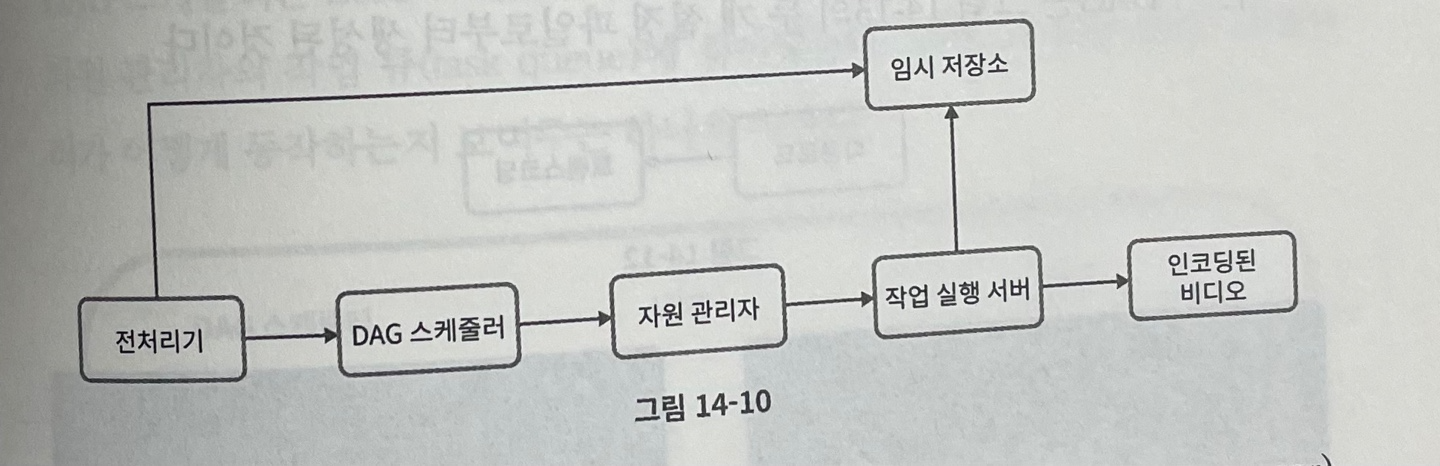 임시 저장소
전처리기
DAG 스케줄러
자원 관리자
작업 실행 서버
인코딩된
비디오
그림 14-10